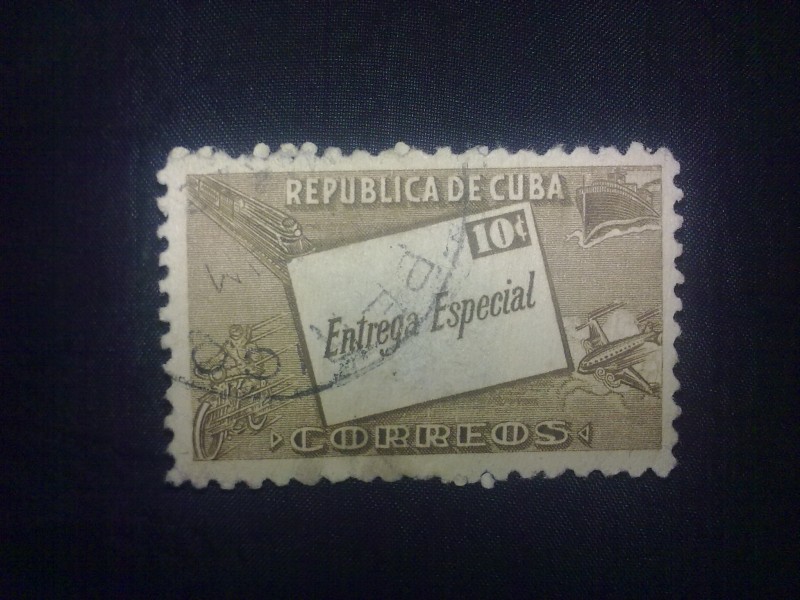 REPUBLICA DE CUBA
10¢
Entrega Especial
CORREOS